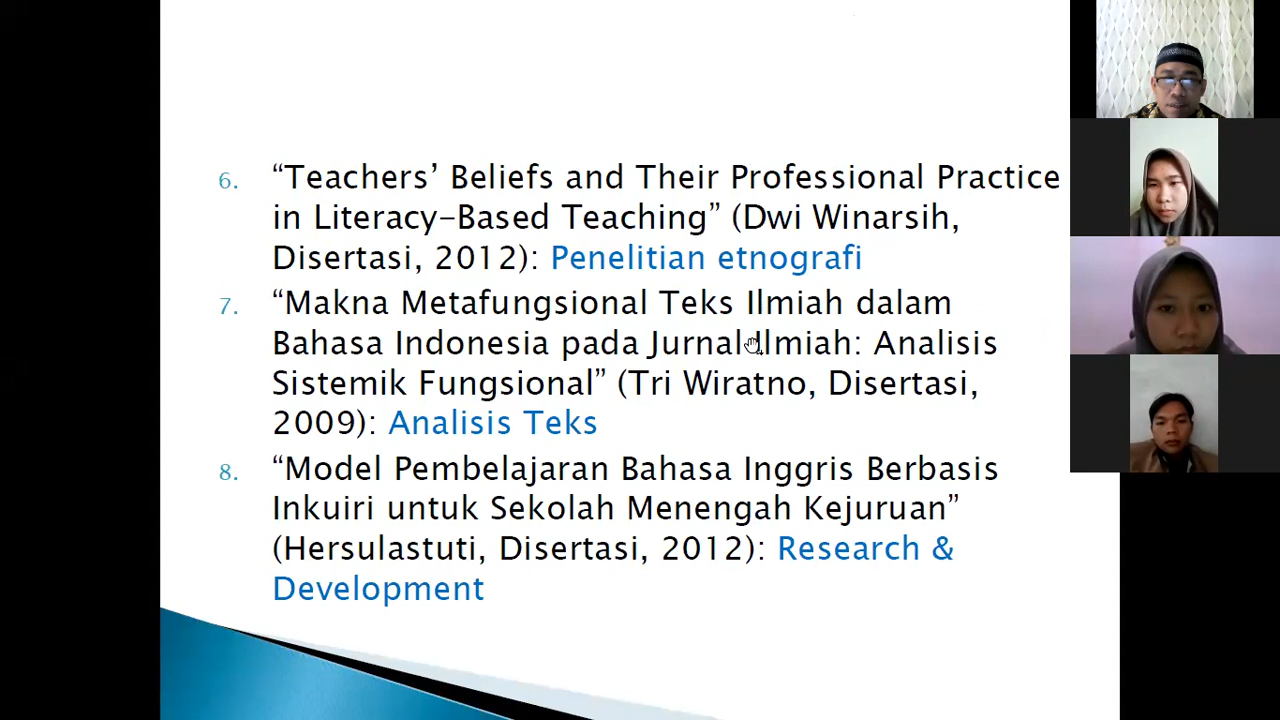 6. “Teachers’ Beliefs and Their Professional Practice
in Literacy-Based Teaching” (Dwi Winarsih,
Disertasi, 2012): Penelitian etnografi
7. “Makna Metafungsional Teks Ilmiah dalam
Bahasa Indonesia pada Jurnal Ilmiah: Analisis
Sistemik Fungsional” (Tri Wiratno, Disertasi,
2009): Analisis Teks
8. “Model Pembelajaran Bahasa Inggris Berbasis
Inkuiri untuk Sekolah Menengah Kejuruan”
(Hersulastuti, Disertasi, 2012): Research &
Development